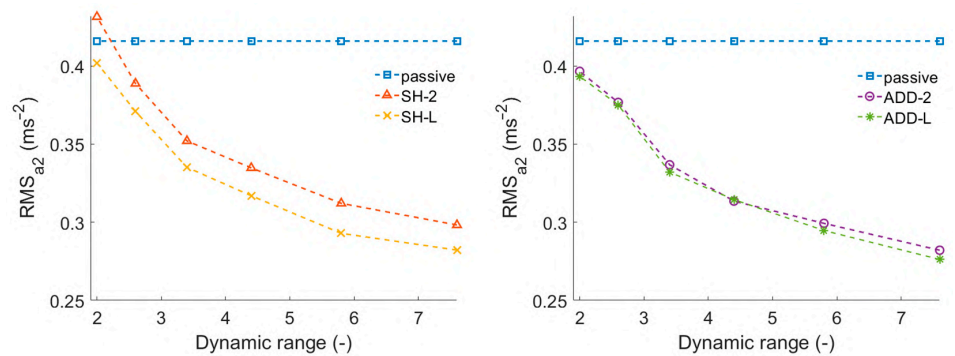 RMSa2 (ms−2)
0.4
0.35
0.3
0.25
2 3 4 5 6 7
Dynamic range (-)
passive
SH-2
SH-L
RMSa2 (ms−2)
0.4
0.35
0.3
0.25
2 3 4 5 6 7
Dynamic range (-)
passive
ADD-2
ADD-L